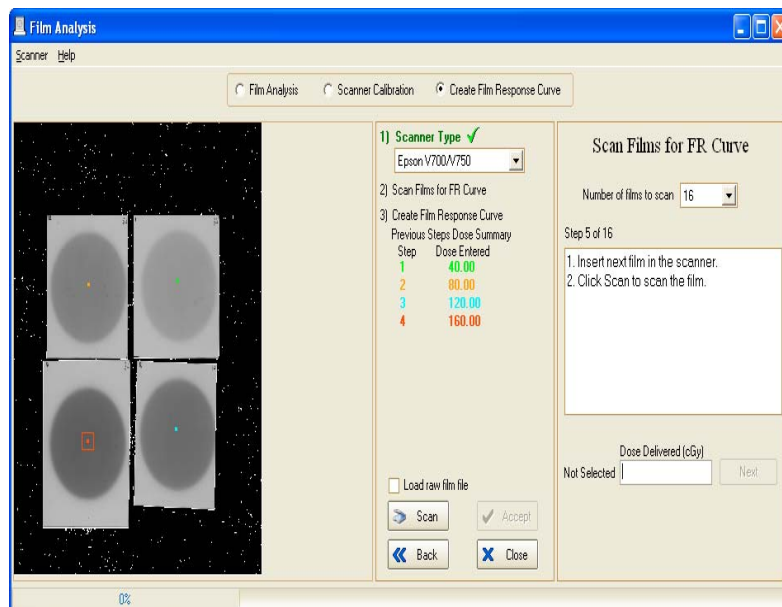 Film Analysis
Scanner Help
Film Analysis Scanner Calibration Create Film Response Curve
1) Scanner Type
Epson V700/V750
2) Scan Films for FR Curve
3) Create Film Response Curve
Previous Steps Dose Summary
Step Dose Entered
1 40.00
2 80.00
3 120.00
4 160.00
Load raw film file
Scan Accept
Back Close
Scan Films for FR Curve
Number of films to scan 16
Step 5 of 16
1. Insert next film in the scanner.
2. Click Scan to scan the film.
Dose Delivered (cGy)
Not Selected Next
0%